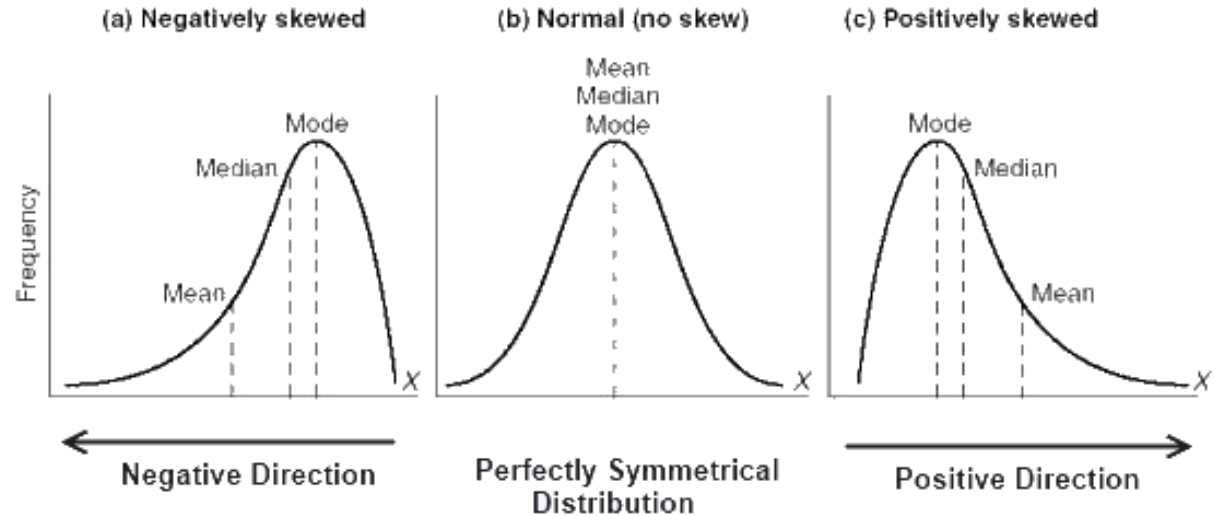 (a) Negatively skewed
(b) Normal (no skew)
(c) Positively skewed
Frequency
Mode
Median
Mean
X
Negative Direction
Mean
Median
Mode
X
Perfectly Symmetrical
Distribution
Mode
Median
Mean
X
Positive Direction